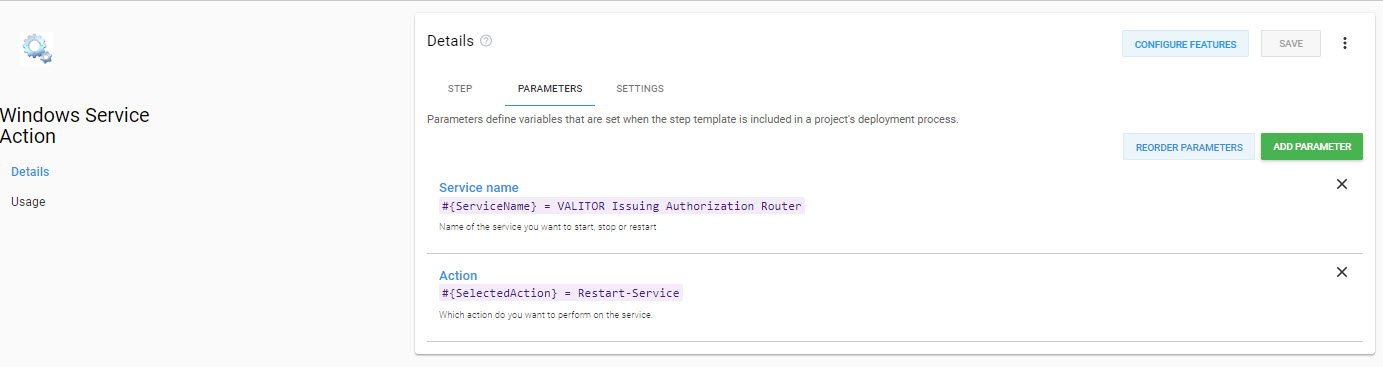 Windows Service
Action
Details
Usage
Details
CONFIGURE FEATURES
SAVE
STEP
PARAMETERS
SETTINGS
Parameters define variables that are set when the step template is included in a project's deployment process.
REORDER PARAMETERS
ADD PARAMETER
Service name
#{ServiceName} = VALITOR Issuing Authorization Router
Name of the service you want to start, stop or restart
Action
#{SelectedAction} = Restart-Service
Which action do you want to perform on the service.